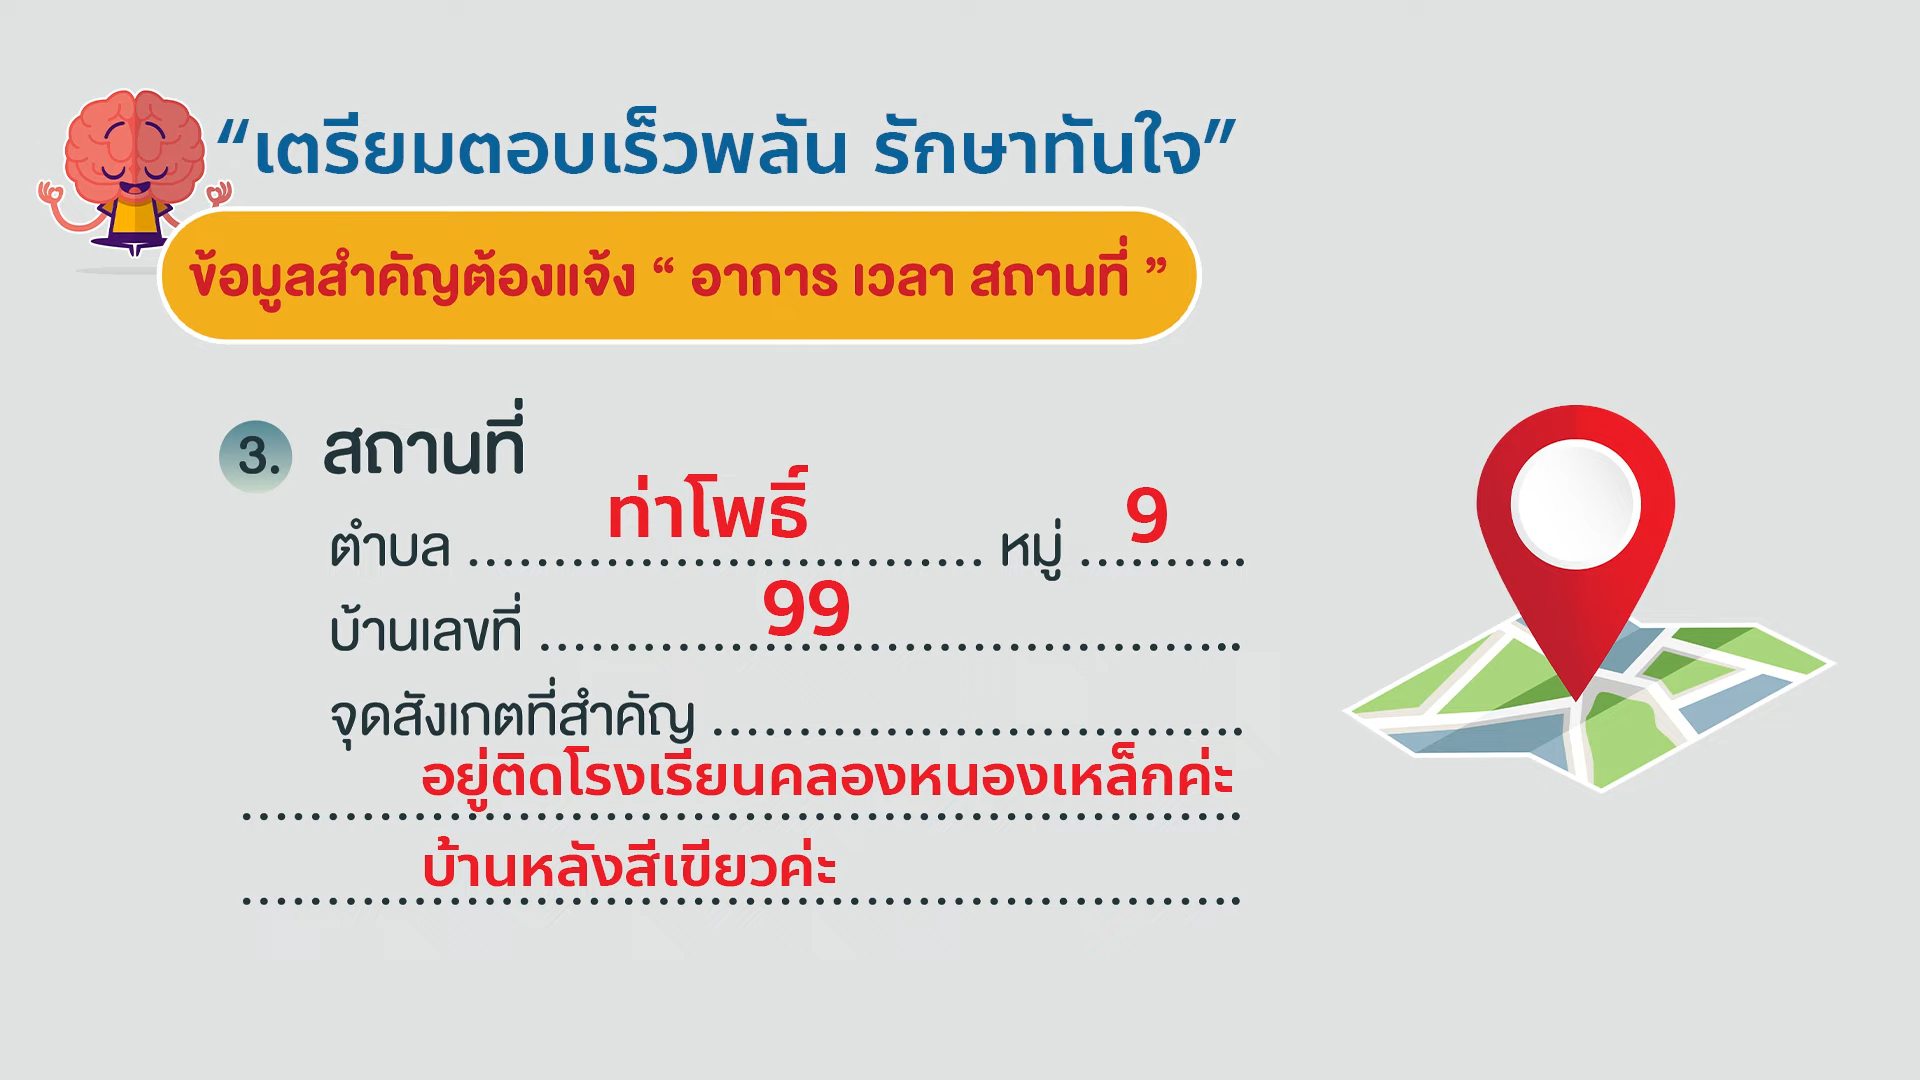 “เตรียมตอบเร็วพลัน รักษาทันใจ”
ข้อมูลสำคัญต้องแจ้ง “ อาการ เวลา สถานที่ ”
3. สถานที่
ตำบล ท่าโพธิ์ หมู่ 9
บ้านเลขที่ 99
จุดสังเกตที่สำคัญ
อยู่ติดโรงเรียนคลองหนองเหล็กค่ะ
บ้านหลังสีเขียวค่ะ